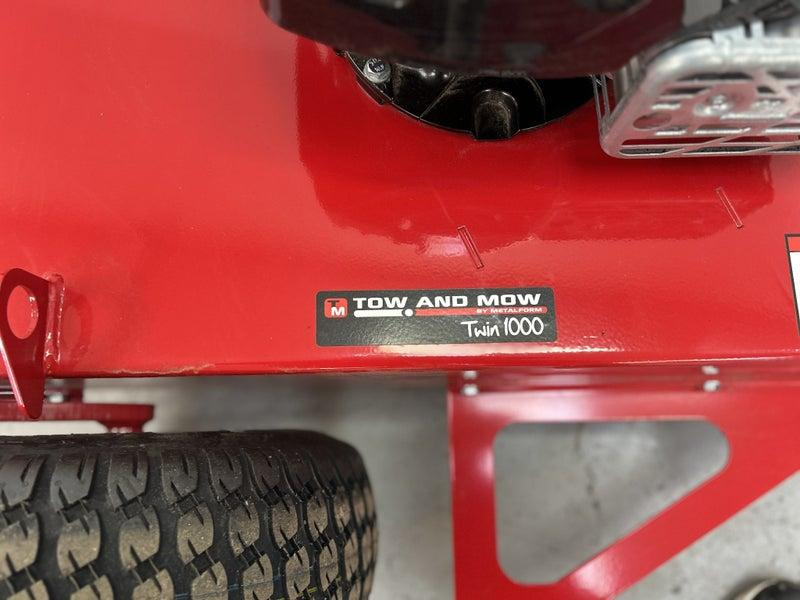 TM TOW AND MOW
BY METALFORM
Twin 1000